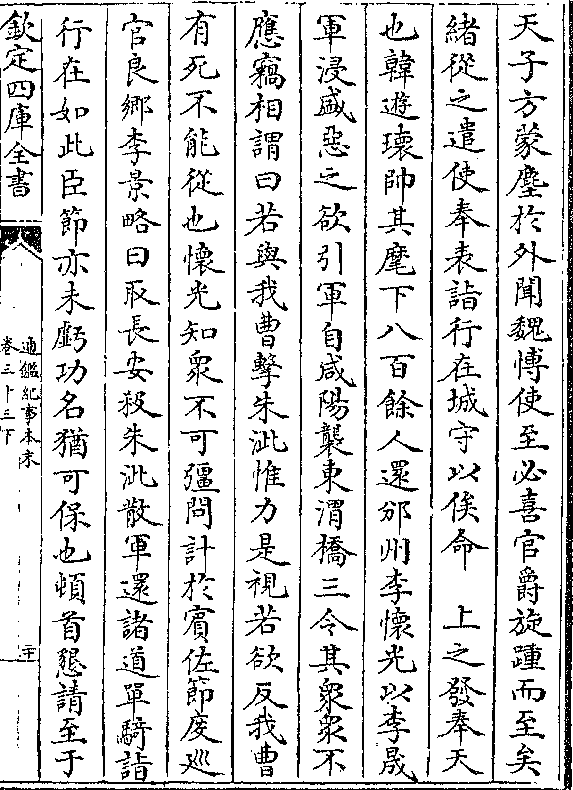 天子方蒙塵於外聞魏博使至必喜官爵旋踵而至矣
緒從之遣使奉表詣行在城守以俟命　上之發奉天
也韓遊瓌帥其麾下八百餘人還邠州李懷光以李晟
軍浸盛惡之欲引軍自咸陽襲東渭橋三令其衆衆不
應竊相謂曰若與我曹擊朱泚惟力是視若欲反我曹
有死不能從也懷光知衆不可彊問計於賓佐節度廵
官良鄉李景略曰取長安殺朱泚散軍還諸道單騎詣
行在如此臣節亦未虧功名猶可保也頓首懇請至于
欽定四庫全書
通鑑紀事本末
卷三十三下
二十